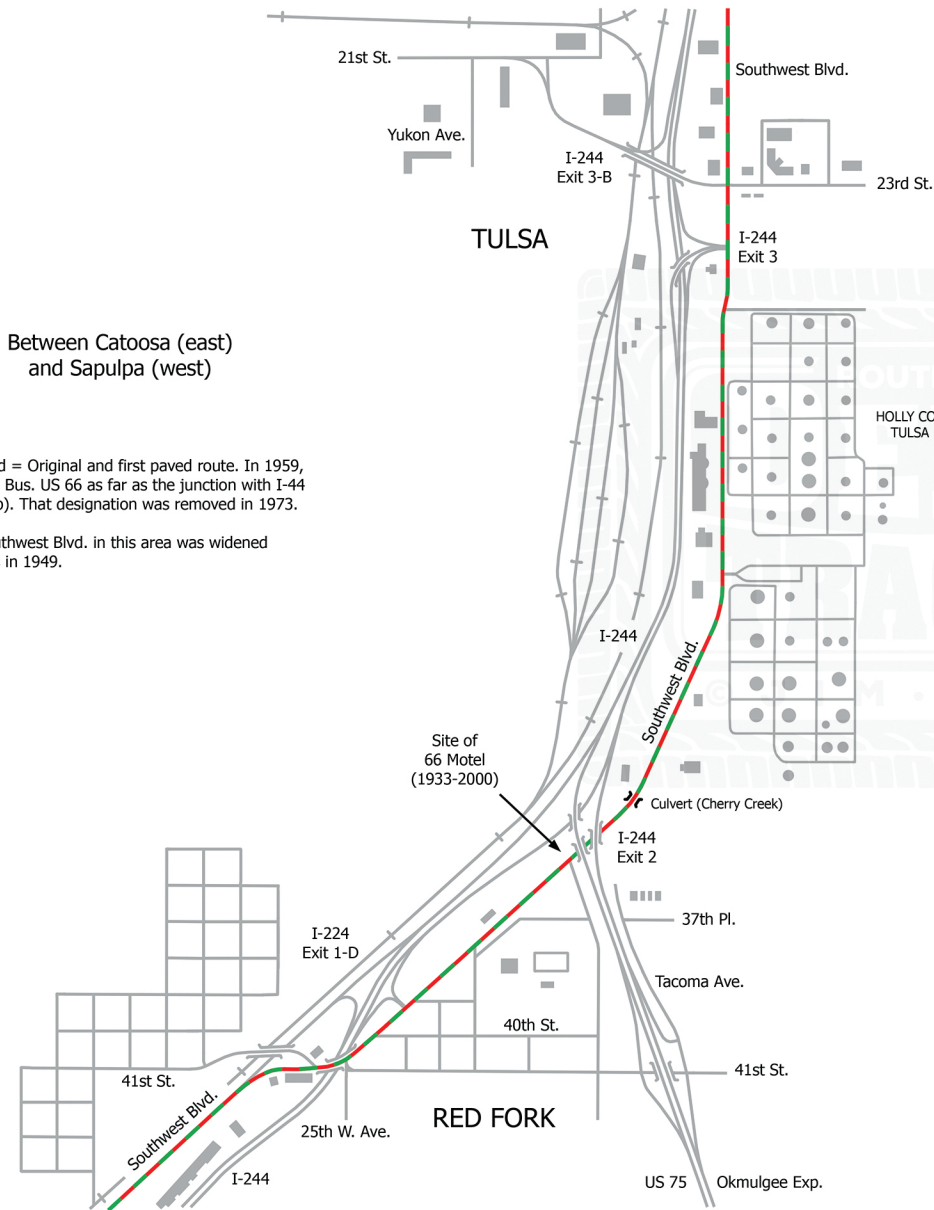 21st St.
Southwest Blvd.
Yukon Ave.
I-244
Exit 3-B
23rd St.
TULSA
I-244
Exit 3
Between Catoosa (east)
and Sapulpa (west)
HOLLY CO
TULSA
d = Original and first paved route. In 1959,
Bus. US 66 as far as the junction with I-44
). That designation was removed in 1973.
uthwest Blvd. in this area was widened
in 1949.
I-244
Southwest Blvd.
Site of
66 Motel
(1933-2000)
Culvert (Cherry Creek)
I-244
Exit 2
37th Pl.
I-224
Exit 1-D
Tacoma Ave.
40th St.
41st St.
41st St.
Southwest Blvd.
25th W. Ave.
RED FORK
I-244
US 75
Okmulgee Exp.